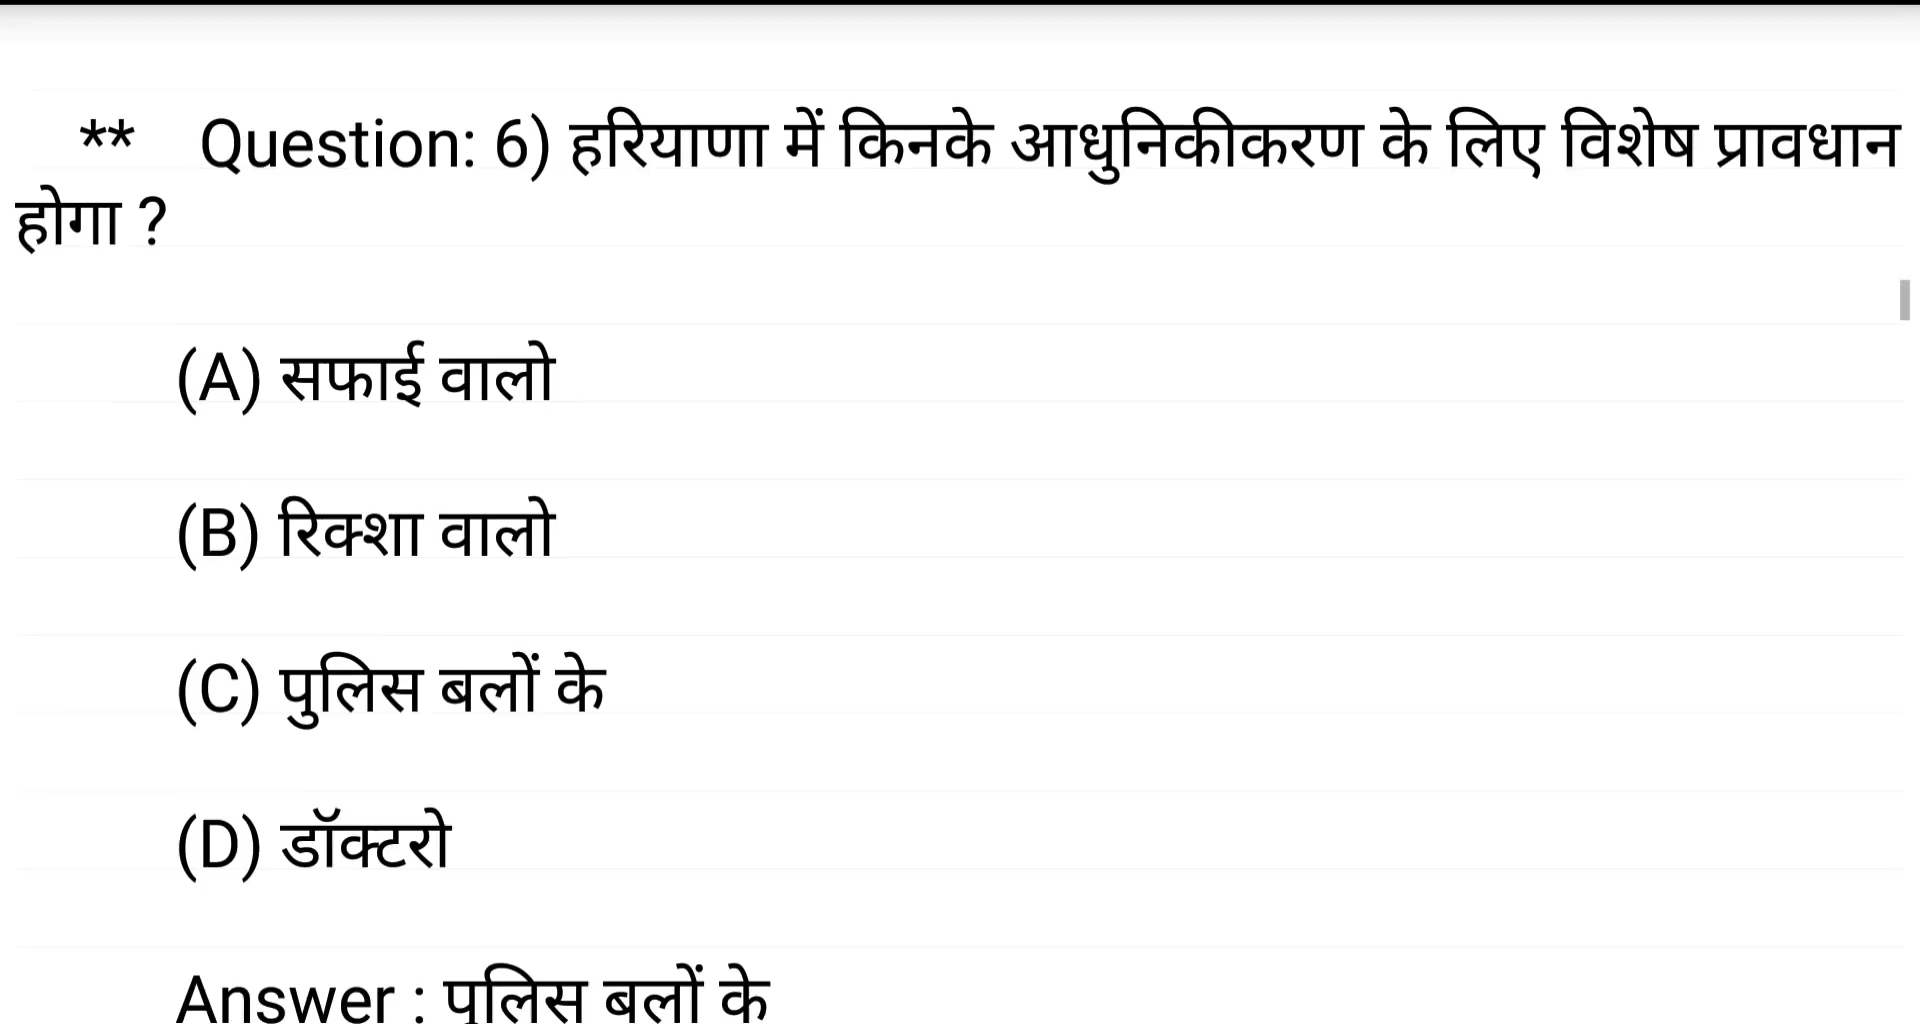 ** Question: 6) हरियाणा में किनके आधुनिकीकरण के लिए विशेष प्रावधान
होगा ?
(A) सफाई वालो
(B) रिक्शा वालो
(C) पुलिस बलों के
(D) डॉक्टरो
Answer : पुलिस बलों के